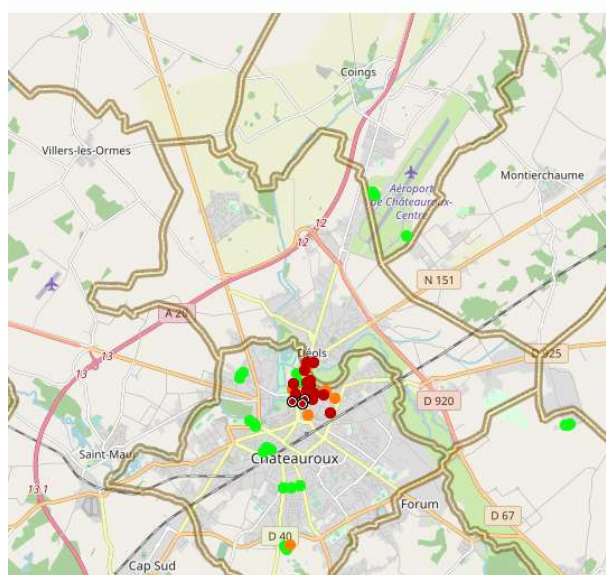 Coings
Villers-les-Ormes
Montierchaume
Aéroport
de Châteauroux-
Centre
12
12
N 151
A 20
Déols
D 925
13
13
D 920
Saint-Maur
Châteauroux
13.1
Forum
D 67
D 40
Cap Sud